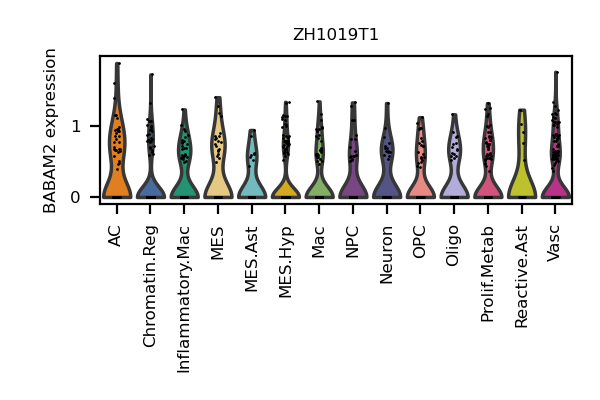 ZH1019T1
BABAM2 expression
1
0
AC
Chromatin.Reg
Inflammatory.Mac
MES
MES.Ast
MES.Hyp
Mac
NPC
Neuron
OPC
Oligo
Prolif.Metab
Reactive.Ast
Vasc